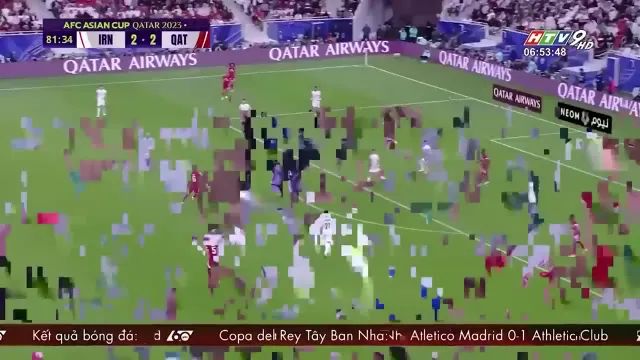 AFC ASIAN CUP QATAR 2023
81:34 IRN 2 - 2 QAT
HTV9 HD
06:53:48
QATAR AIRWAYS
QATAR AIRWAYS
QATAR AIRWAYS
QATAR AIRWAYS
NEOM نيوم
Kết quả bóng đá: Copa del Rey Tây Ban Nha: Atletico Madrid 0-1 Athletic Club